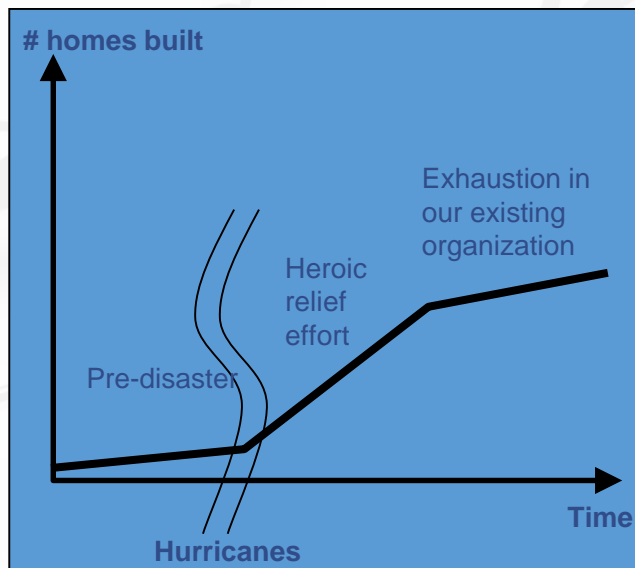 # homes built
Exhaustion in
our existing
organization
Heroic
relief
effort
Pre-disaster
Time
Hurricanes